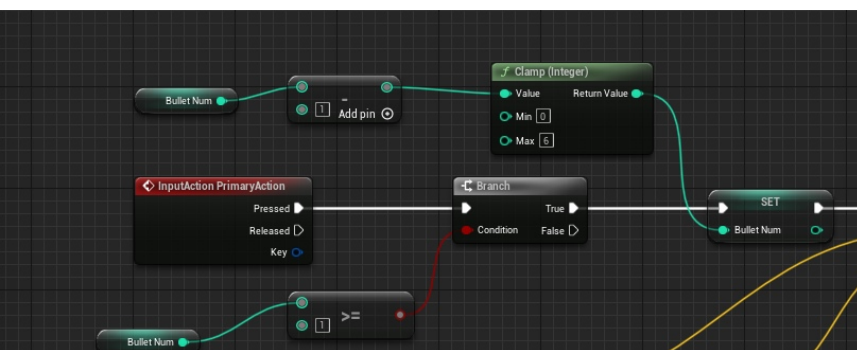 Clamp (Integer)
Bullet Num
-
1
Add pin
Value
Return Value
Min 0
Max 6
InputAction PrimaryAction
Pressed
Released
Key
Branch
True
Condition
False
SET
Bullet Num
1
>=
Bullet Num